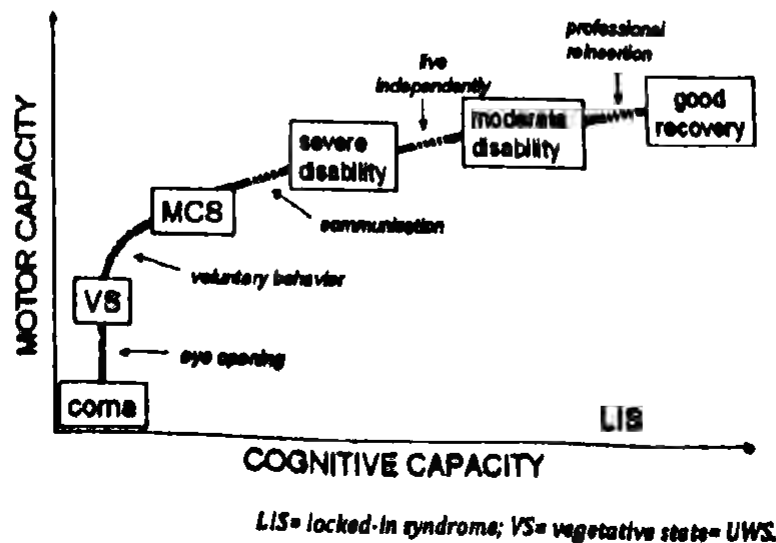 professional
reinsertion
live
independently
good
recovery
moderate
disability
severe
disability
MCS
communication
VS
voluntary behavior
eye opening
coma
LIS
MOTOR CAPACITY
COGNITIVE CAPACITY
LIS= locked-in syndrome; VS= vegetative state= UWS.